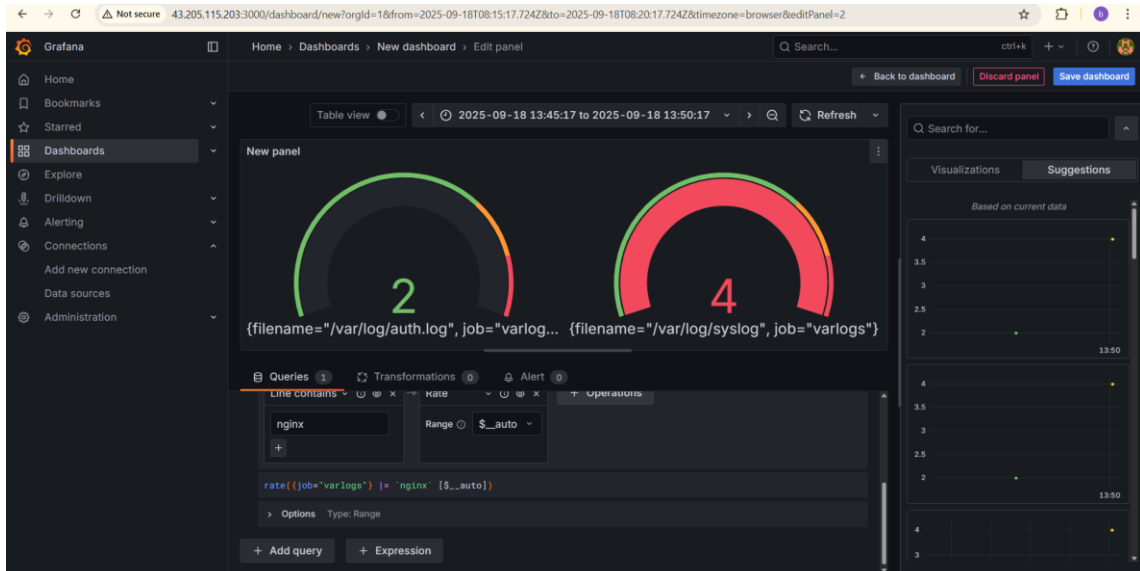 Not secure 43.205.115.203:3000/dashboard/new?orgId=1&from=2025-09-18T08:15:17.724Z&to=2025-09-18T08:20:17.724Z&timezone=browser&editPanel=2
b
Grafana
Home › Dashboards › New dashboard › Edit panel
Search...
ctrl+k
Back to dashboard
Discard panel
Save dashboard
Home
Bookmarks
Starred
Dashboards
Explore
Drilldown
Alerting
Connections
Add new connection
Data sources
Administration
Table view
2025-09-18 13:45:17 to 2025-09-18 13:50:17
Refresh
New panel
2
{filename="/var/log/auth.log", job="varlog...
4
{filename="/var/log/syslog", job="varlogs"}
Queries 1
Transformations 0
Alert 0
Line contains
Rate
+ Operations
nginx
+
Range
$__auto
rate({job="varlogs"} |= `nginx` [$__auto])
Options Type: Range
+ Add query
+ Expression
Search for...
Visualizations
Suggestions
Based on current data
4
3.5
3
2.5
2
13:50
4
3.5
3
2.5
2
13:50
4
3